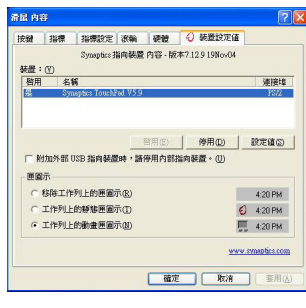 滑鼠 內容
按鍵 指標 指標設定 滾輪 硬體 裝置設定值
Synaptics 指向裝置 內容 - 版本7.12.9 19Nov04
裝置：(Y)
啓用 名稱 連接埠
是 Synaptics TouchPad V5.9 PS/2
啓用(E) 停用(D) 設定值(S)
附加外部 USB 指向裝置時，請停用內部指向裝置。(U)
匣圖示
移除工作列上的匣圖示(R) 4:20 PM
工作列上的靜態匣圖示(T) 4:20 PM
工作列上的動畫匣圖示(N) 4:20 PM
www.synaptics.com
確定 取消 套用(A)